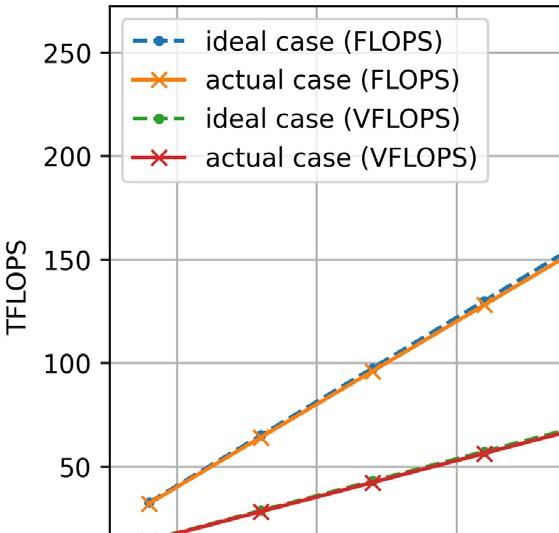 250
200
150
100
50
TFLOPS
ideal case (FLOPS)
actual case (FLOPS)
ideal case (VFLOPS)
actual case (VFLOPS)